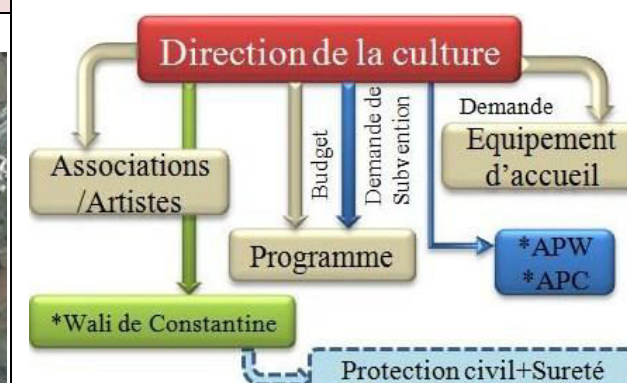 Direction de la culture
Demande
Associations
/Artistes
Budget
Demande de
Subvention
Equipement
d'accueil
Programme
*APW
*APC
*Wali de Constantine
Protection civil+Sureté